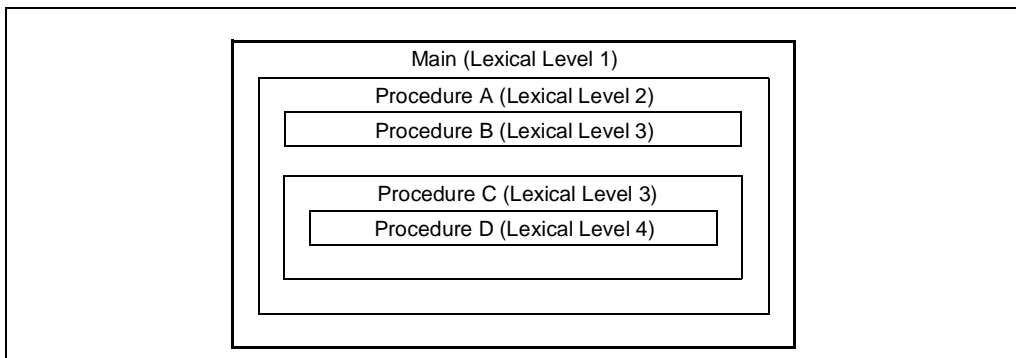 Main (Lexical Level 1)
Procedure A (Lexical Level 2)
Procedure B (Lexical Level 3)
Procedure C (Lexical Level 3)
Procedure D (Lexical Level 4)